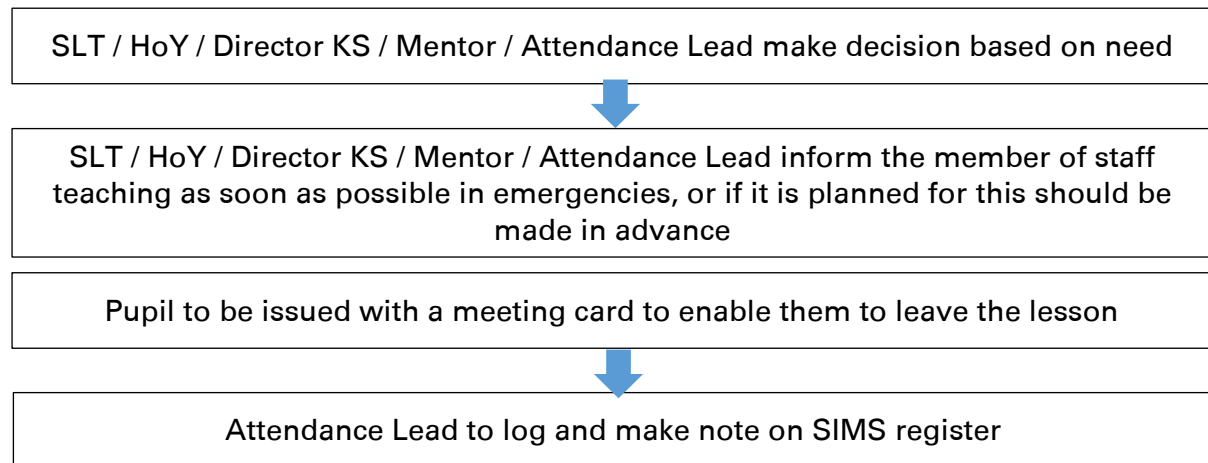 SLT / HoY / Director KS / Mentor / Attendance Lead make decision based on need
SLT / HoY / Director KS / Mentor / Attendance Lead inform the member of staff
teaching as soon as possible in emergencies, or if it is planned for this should be
made in advance
Pupil to be issued with a meeting card to enable them to leave the lesson
Attendance Lead to log and make note on SIMS register